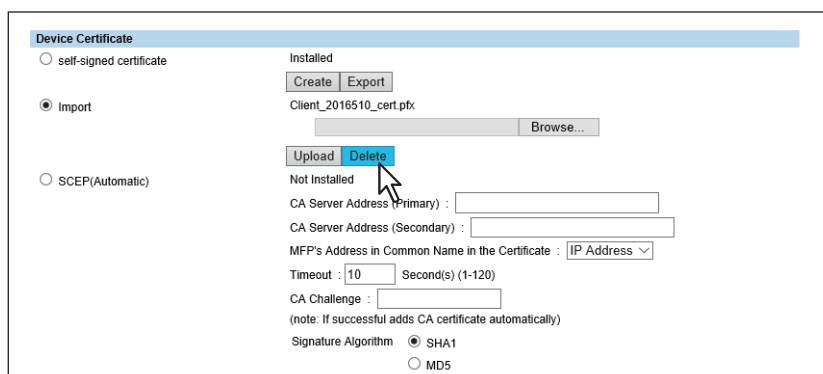 Device Certificate
self-signed certificate Installed
Create Export
Import Client_2016510_cert.pfx
Browse...
Upload Delete
SCEP(Automatic) Not Installed
CA Server Address (Primary) :
CA Server Address (Secondary) :
MFP's Address in Common Name in the Certificate : IP Address
Timeout : 10 Second(s) (1-120)
CA Challenge :
(note: If successful adds CA certificate automatically)
Signature Algorithm SHA1
MD5